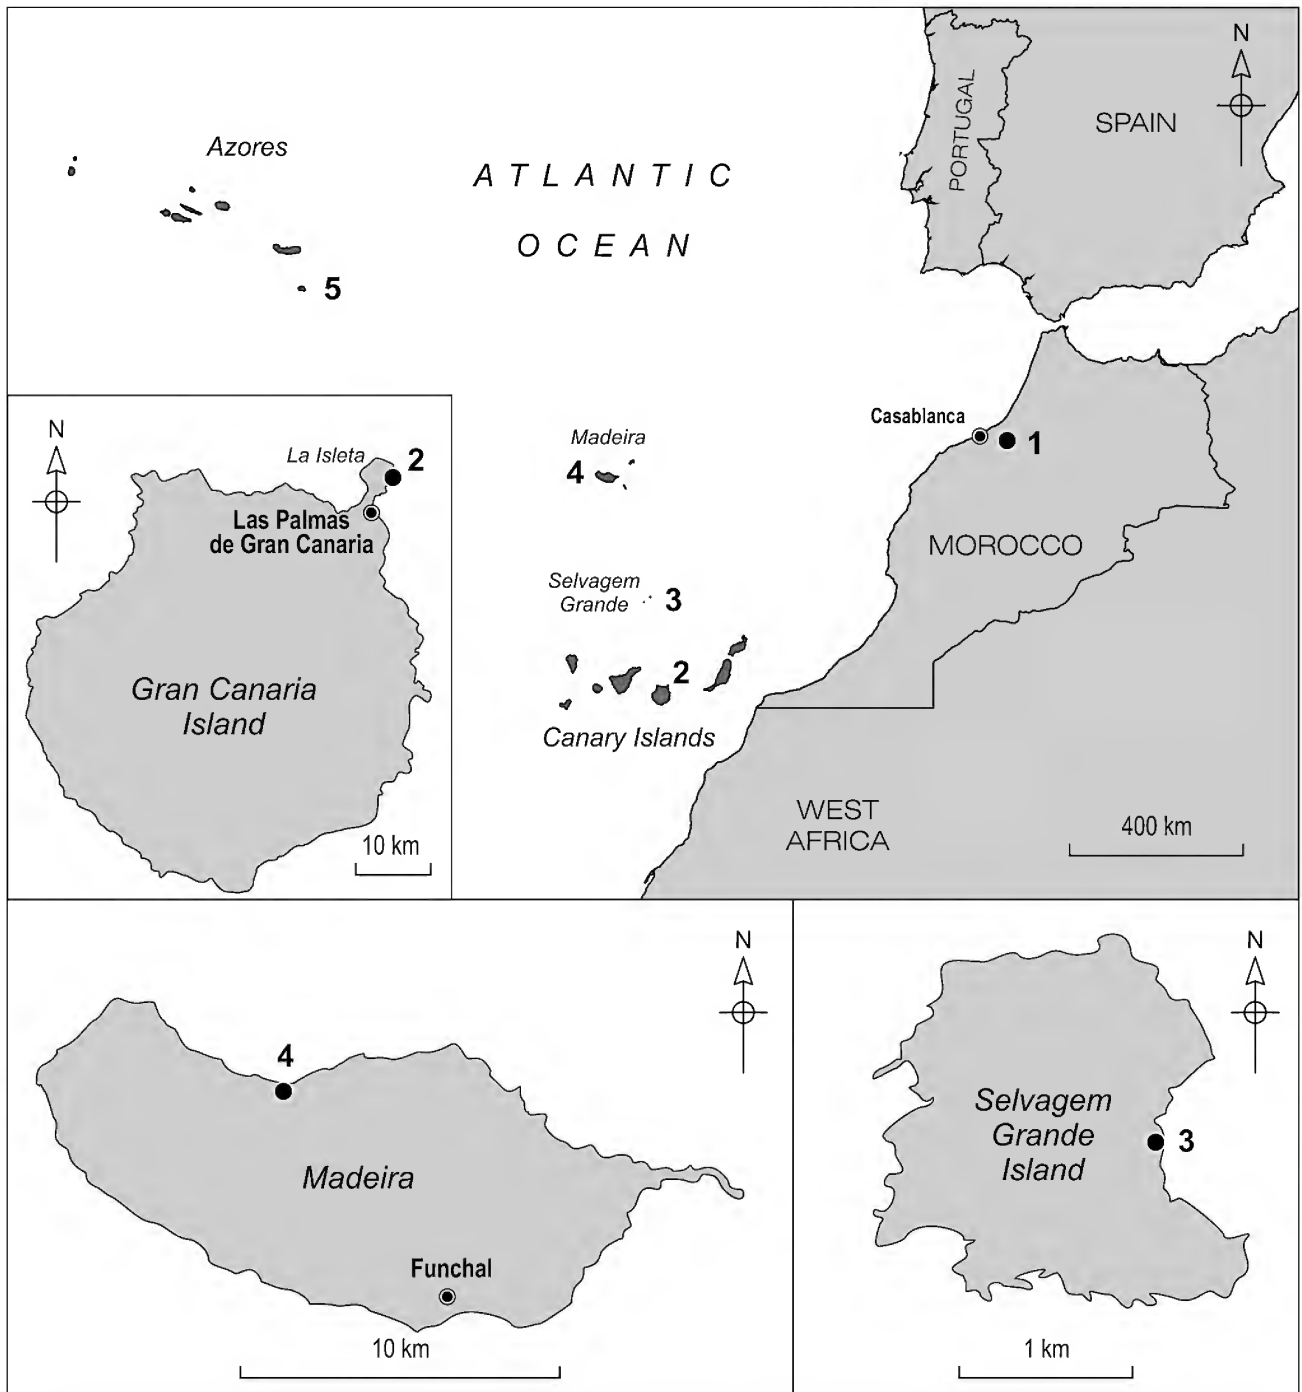 N
Azores
ATLANTIC
OCEAN
PORTUGAL
SPAIN
5
Casablanca
1
MOROCCO
Madeira
4
Selvagem
Grande
3
2
Canary Islands
WEST
AFRICA
400 km
N
La Isleta
2
Las Palmas
de Gran Canaria
Gran Canaria
Island
10 km
N
4
Madeira
Funchal
10 km
N
Selvagem
Grande
Island
3
1 km